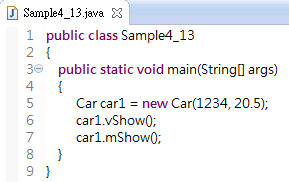 Sample4_13.java
1 public class Sample4_13
2 {
3 public static void main(String[] args)
4 {
5 Car car1 = new Car(1234, 20.5);
6 car1.vShow();
7 car1.mShow();
8 }
9 }